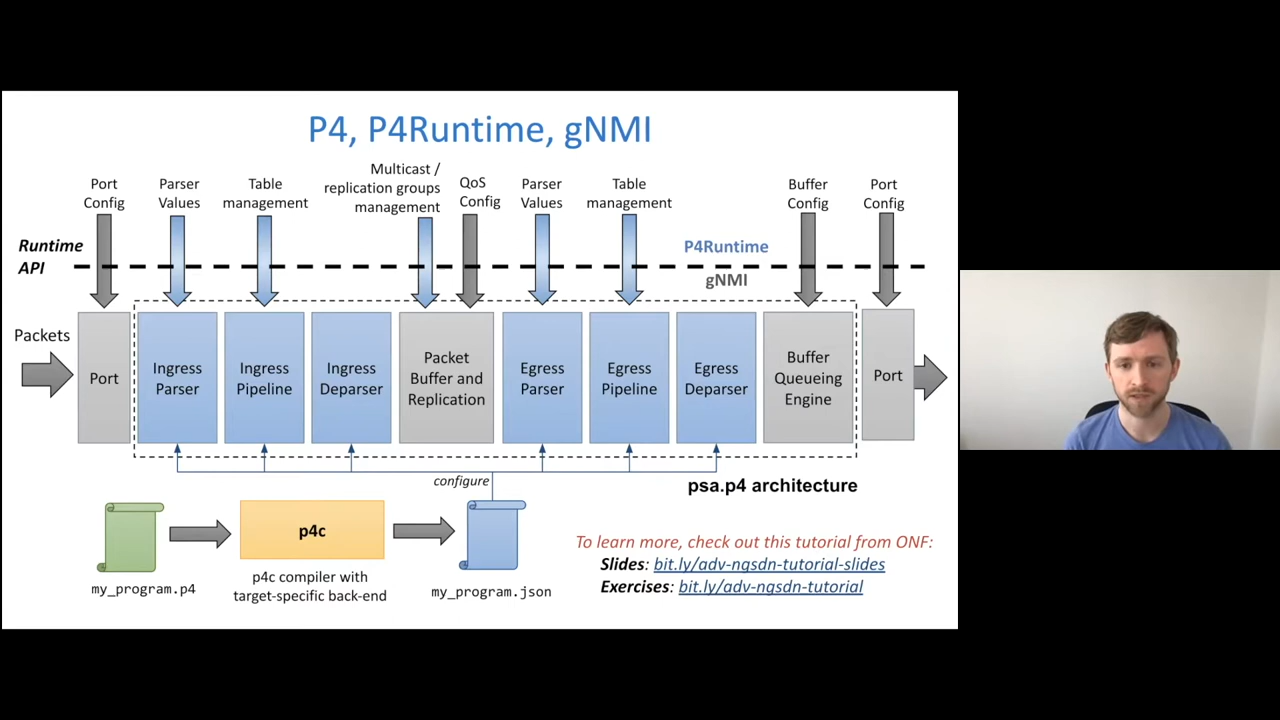 P4, P4Runtime, gNMI
Port
Config
Parser
Values
Table
management
Multicast /
replication groups
management
QoS
Config
Parser
Values
Table
management
Buffer
Config
Port
Config
Runtime
API
P4Runtime
gNMI
Packets
Port
Ingress
Parser
Ingress
Pipeline
Ingress
Deparser
Packet
Buffer and
Replication
Egress
Parser
Egress
Pipeline
Egress
Deparser
Buffer
Queueing
Engine
Port
configure
psa.p4 architecture
p4c
my_program.p4
p4c compiler with
target-specific back-end
my_program.json
To learn more, check out this tutorial from ONF:
Slides: bit.ly/adv-ngsdn-tutorial-slides
Exercises: bit.ly/adv-ngsdn-tutorial